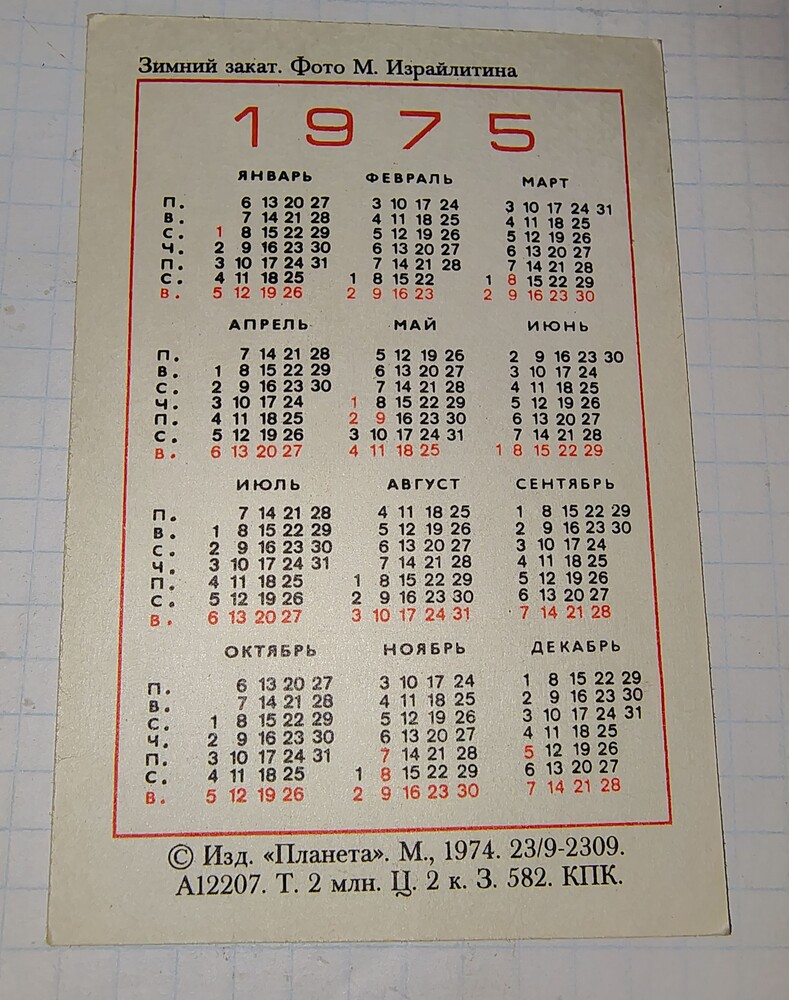 Зимний закат. Фото М. Израйлитина
1975
ЯНВАРЬ ФЕВРАЛЬ МАРТ
П. 6 13 20 27 3 10 17 24 3 10 17 24 31
В. 7 14 21 28 4 11 18 25 4 11 18 25
С. 1 8 15 22 29 5 12 19 26 5 12 19 26
Ч. 2 9 16 23 30 6 13 20 27 6 13 20 27
П. 3 10 17 24 31 7 14 21 28 7 14 21 28
С. 4 11 18 25 1 8 15 22 1 8 15 22 29
В. 5 12 19 26 2 9 16 23 2 9 16 23 30
АПРЕЛЬ МАЙ ИЮНЬ
П. 7 14 21 28 5 12 19 26 2 9 16 23 30
В. 1 8 15 22 29 6 13 20 27 3 10 17 24
С. 2 9 16 23 30 7 14 21 28 4 11 18 25
Ч. 3 10 17 24 1 8 15 22 29 5 12 19 26
П. 4 11 18 25 2 9 16 23 30 6 13 20 27
С. 5 12 19 26 3 10 17 24 31 7 14 21 28
В. 6 13 20 27 4 11 18 25 1 8 15 22 29
ИЮЛЬ АВГУСТ СЕНТЯБРЬ
П. 7 14 21 28 4 11 18 25 1 8 15 22 29
В. 1 8 15 22 29 5 12 19 26 2 9 16 23 30
С. 2 9 16 23 30 6 13 20 27 3 10 17 24
Ч. 3 10 17 24 31 7 14 21 28 4 11 18 25
П. 4 11 18 25 1 8 15 22 29 5 12 19 26
С. 5 12 19 26 2 9 16 23 30 6 13 20 27
В. 6 13 20 27 3 10 17 24 31 7 14 21 28
ОКТЯБРЬ НОЯБРЬ ДЕКАБРЬ
П. 6 13 20 27 3 10 17 24 1 8 15 22 29
В. 7 14 21 28 4 11 18 25 2 9 16 23 30
С. 1 8 15 22 29 5 12 19 26 3 10 17 24 31
Ч. 2 9 16 23 30 6 13 20 27 4 11 18 25
П. 3 10 17 24 31 7 14 21 28 5 12 19 26
С. 4 11 18 25 1 8 15 22 29 6 13 20 27
В. 5 12 19 26 2 9 16 23 30 7 14 21 28
© Изд. «Планета». М., 1974. 23/9-2309.
А12207. Т. 2 млн. Ц. 2 к. З. 582. КПК.